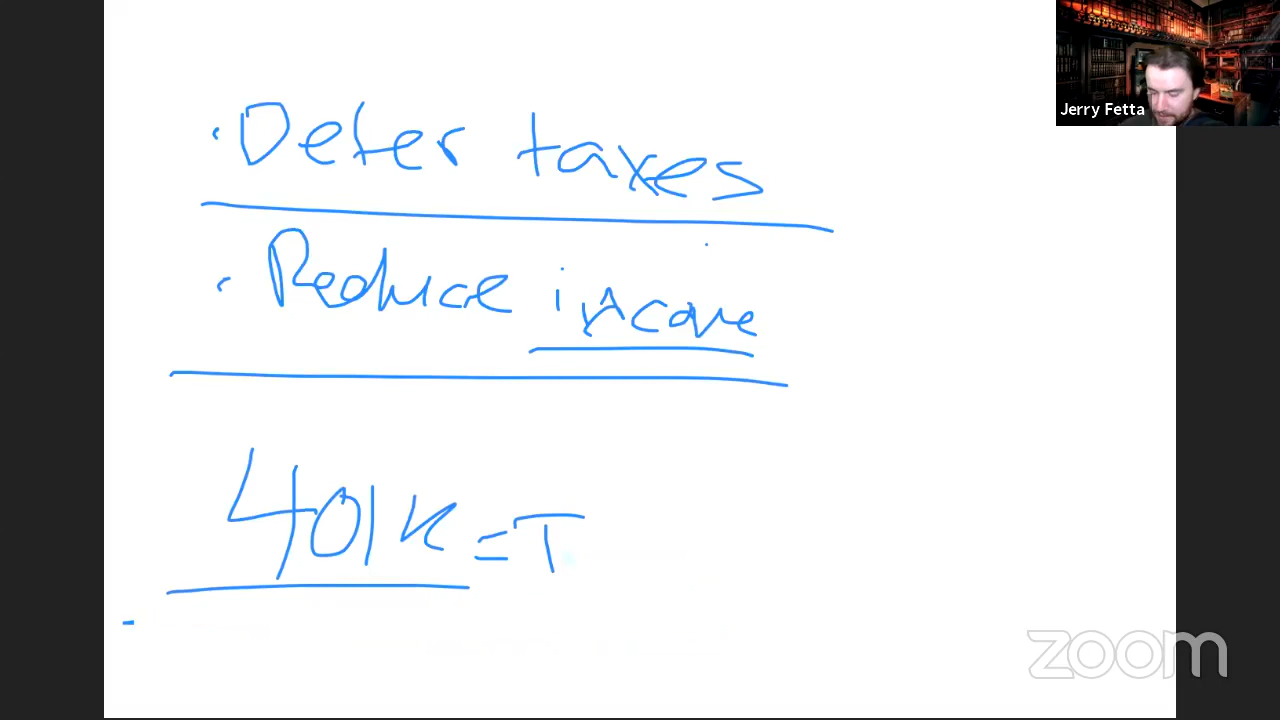 Jerry Fetta
· Defer taxes
· Reduce income
401K = T
-
zoom